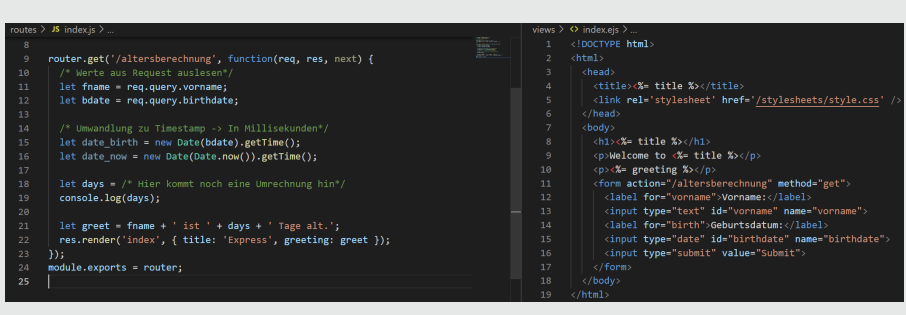 routes > JS index.js > ...
8
9 router.get('/altersberechnung', function(req, res, next) {
10 /* Werte aus Request auslesen*/
11 let fname = req.query.vorname;
12 let bdate = req.query.birthdate;
13
14 /* Umwandlung zu Timestamp -> In Millisekunden*/
15 let date_birth = new Date(bdate).getTime();
16 let date_now = new Date(Date.now()).getTime();
17
18 let days = /* Hier kommt noch eine Umrechnung hin*/
19 console.log(days);
20
21 let greet = fname + ' ist ' + days + ' Tage alt.';
22 res.render('index', { title: 'Express', greeting: greet });
23 });
24 module.exports = router;
25
views > <> index.ejs > ...
1 <!DOCTYPE html>
2 <html>
3 <head>
4 <title><%= title %></title>
5 <link rel='stylesheet' href='/stylesheets/style.css' />
6 </head>
7 <body>
8 <h1><%= title %></h1>
9 <p>Welcome to <%= title %></p>
10 <p><%= greeting %></p>
11 <form action="/altersberechnung" method="get">
12 <label for="vorname">Vorname:</label>
13 <input type="text" id="vorname" name="vorname">
14 <label for="birth">Geburtsdatum:</label>
15 <input type="date" id="birthdate" name="birthdate">
16 <input type="submit" value="Submit">
17 </form>
18 </body>
19 </html>